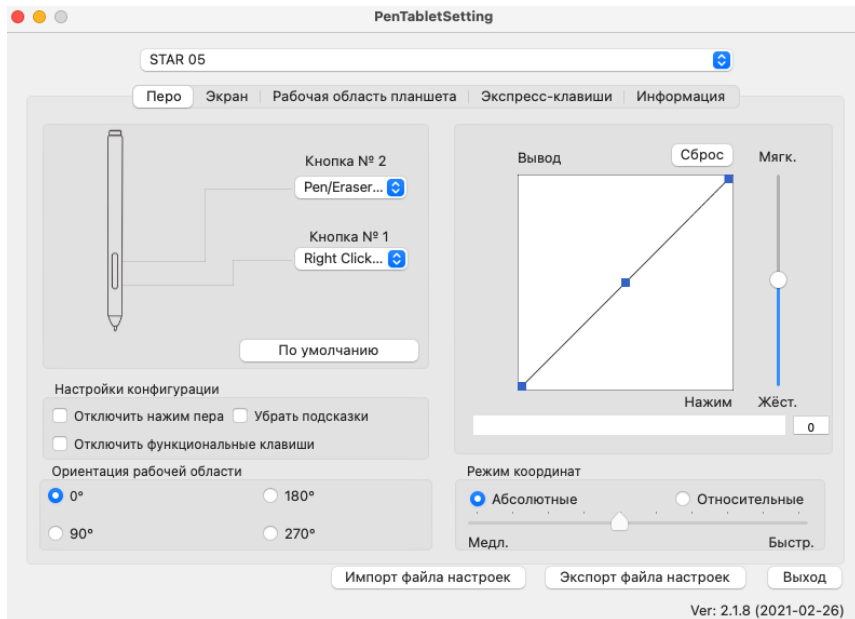 PenTabletSetting
STAR 05
Перо Экран Рабочая область планшета Экспресс-клавиши Информация
Кнопка № 2
Pen/Eraser...
Кнопка № 1
Right Click...
По умолчанию
Вывод Сброс Мягк.
Нажим Жёст.
0
Настройки конфигурации
Отключить нажим пера Убрать подсказки
Отключить функциональные клавиши
Ориентация рабочей области
0° 180°
90° 270°
Режим координат
Абсолютные Относительные
Медл. Быстр.
Импорт файла настроек Экспорт файла настроек Выход
Ver: 2.1.8 (2021-02-26)